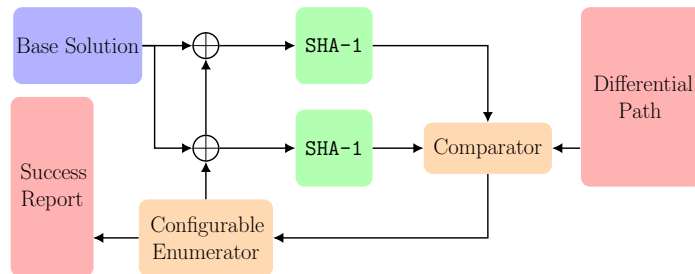 Base Solution
SHA-1
Differential
Path
SHA-1
Comparator
Success
Report
Configurable
Enumerator